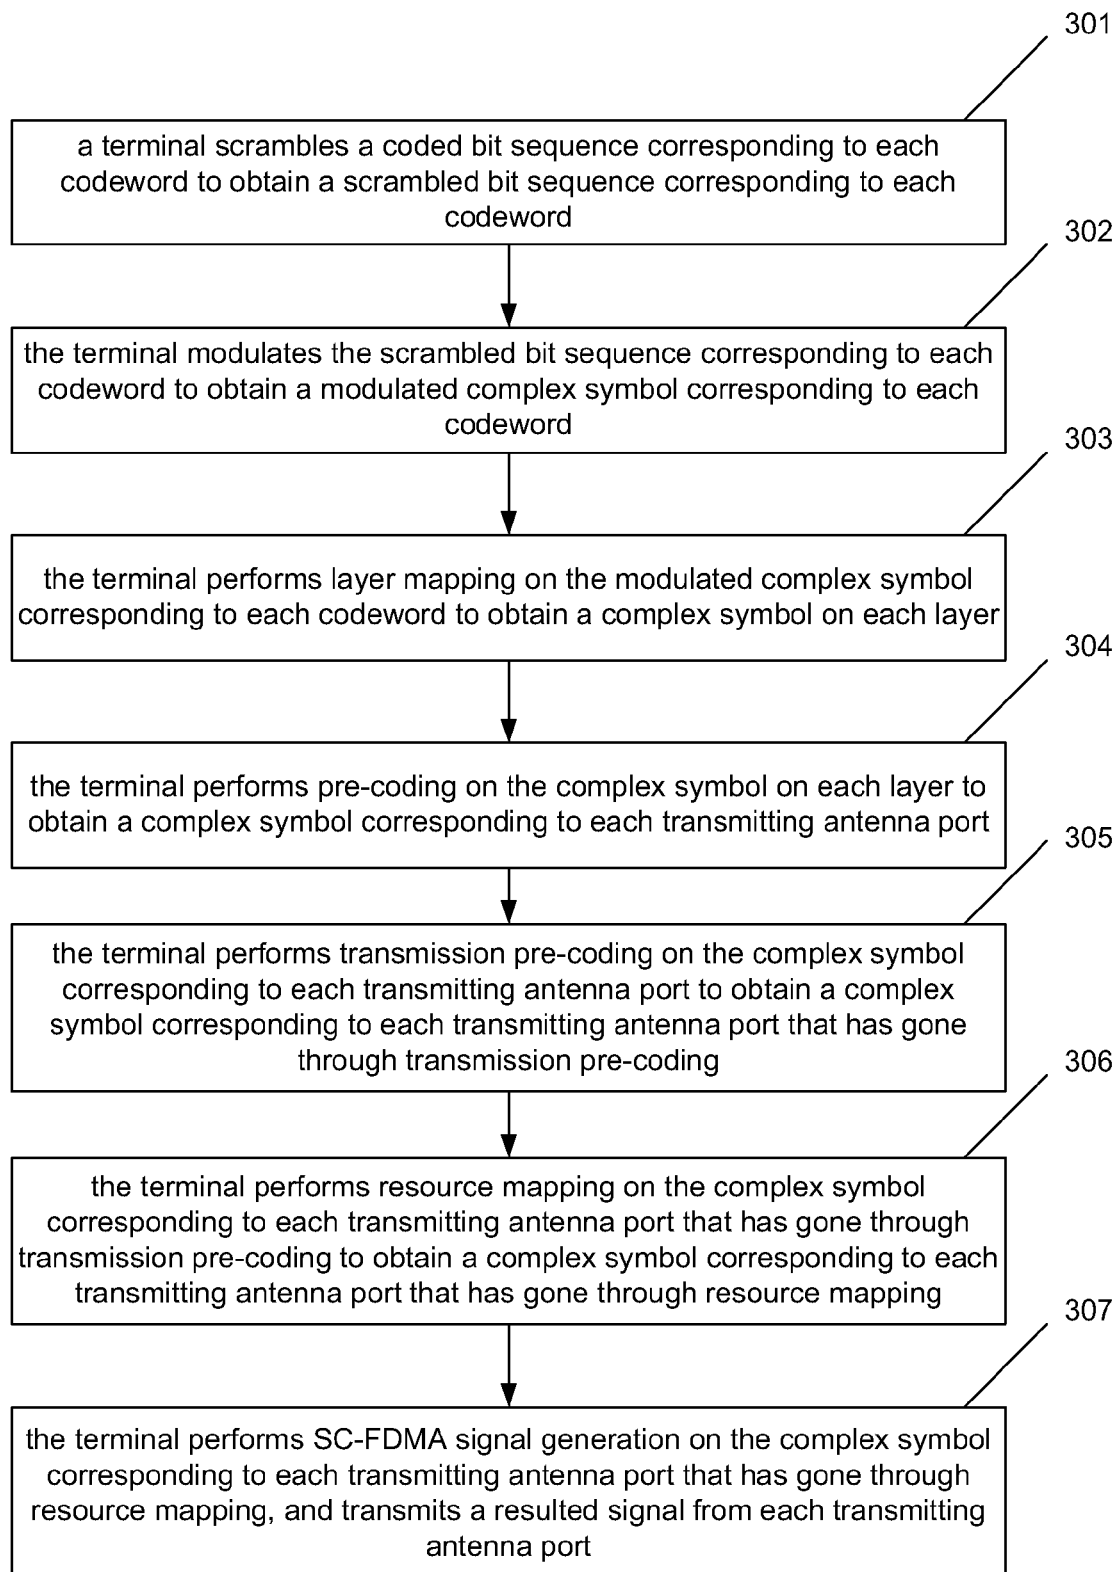 301
a terminal scrambles a coded bit sequence corresponding to each
codeword to obtain a scrambled bit sequence corresponding to each
codeword
302
the terminal modulates the scrambled bit sequence corresponding to each
codeword to obtain a modulated complex symbol corresponding to each
codeword
303
the terminal performs layer mapping on the modulated complex symbol
corresponding to each codeword to obtain a complex symbol on each layer
304
the terminal performs pre-coding on the complex symbol on each layer to
obtain a complex symbol corresponding to each transmitting antenna port
305
the terminal performs transmission pre-coding on the complex symbol
corresponding to each transmitting antenna port to obtain a complex
symbol corresponding to each transmitting antenna port that has gone
through transmission pre-coding
306
the terminal performs resource mapping on the complex symbol
corresponding to each transmitting antenna port that has gone through
transmission pre-coding to obtain a complex symbol corresponding to each
transmitting antenna port that has gone through resource mapping
307
the terminal performs SC-FDMA signal generation on the complex symbol
corresponding to each transmitting antenna port that has gone through
resource mapping, and transmits a resulted signal from each transmitting
antenna port